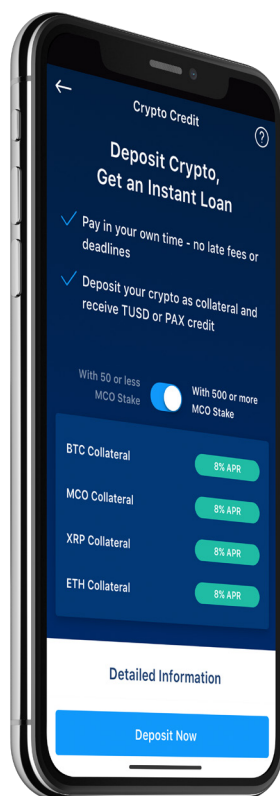 Crypto Credit
?
Deposit Crypto,
Get an Instant Loan
Pay in your own time - no late fees or
deadlines
Deposit your crypto as collateral and
receive TUSD or PAX credit
With 50 or less
MCO Stake
With 500 or more
MCO Stake
BTC Collateral
8% APR
MCO Collateral
8% APR
XRP Collateral
8% APR
ETH Collateral
8% APR
Detailed Information
Deposit Now